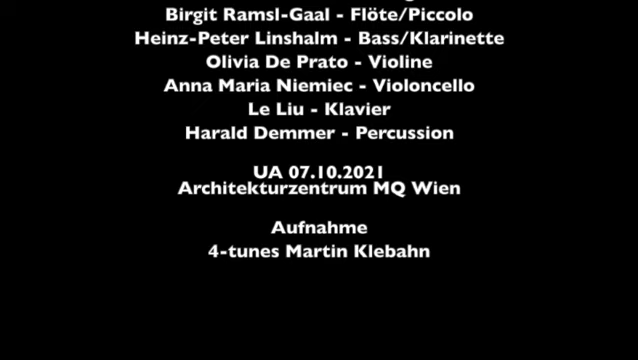 Birgit Ramsl-Gaal - Flöte/Piccolo
Heinz-Peter Linshalm - Bass/Klarinette
Olivia De Prato - Violine
Anna Maria Niemiec - Violoncello
Le Liu - Klavier
Harald Demmer - Percussion
UA 07.10.2021
Architekturzentrum MQ Wien
Aufnahme
4-tunes Martin Klebahn